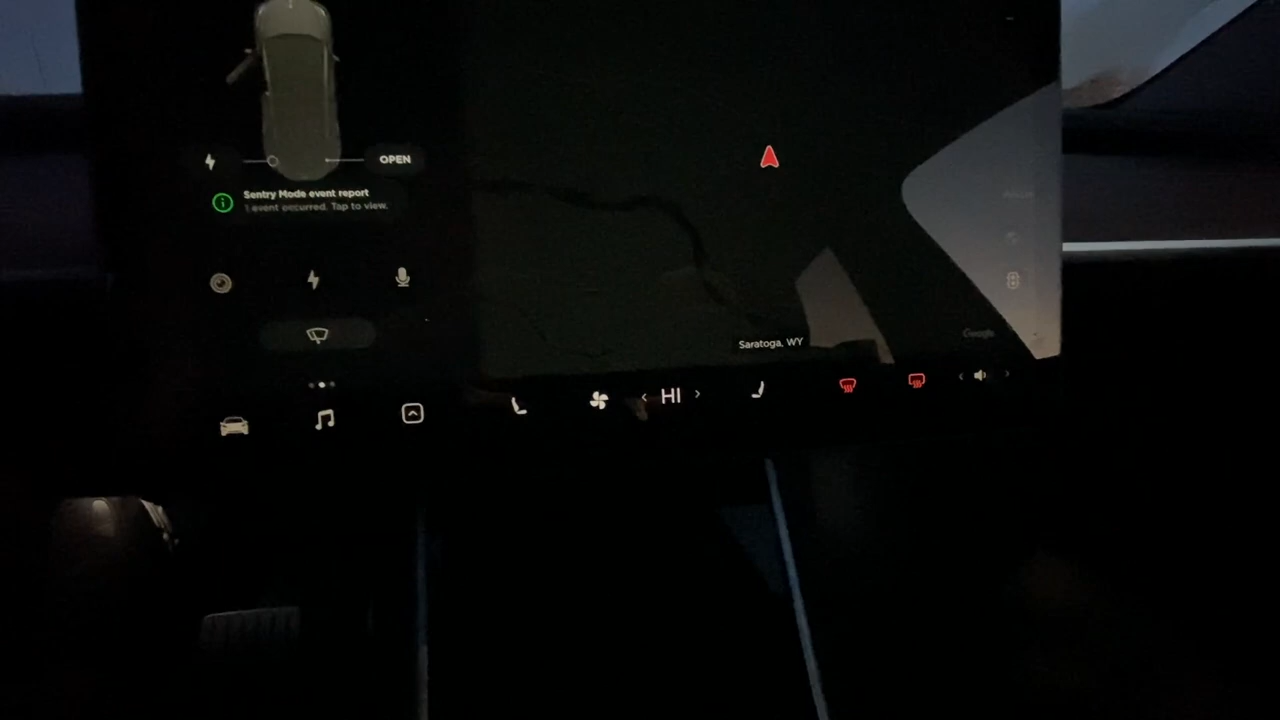 OPEN
Sentry Mode event report
1 event occurred. Tap to view.
Saratoga, WY
Google
HI